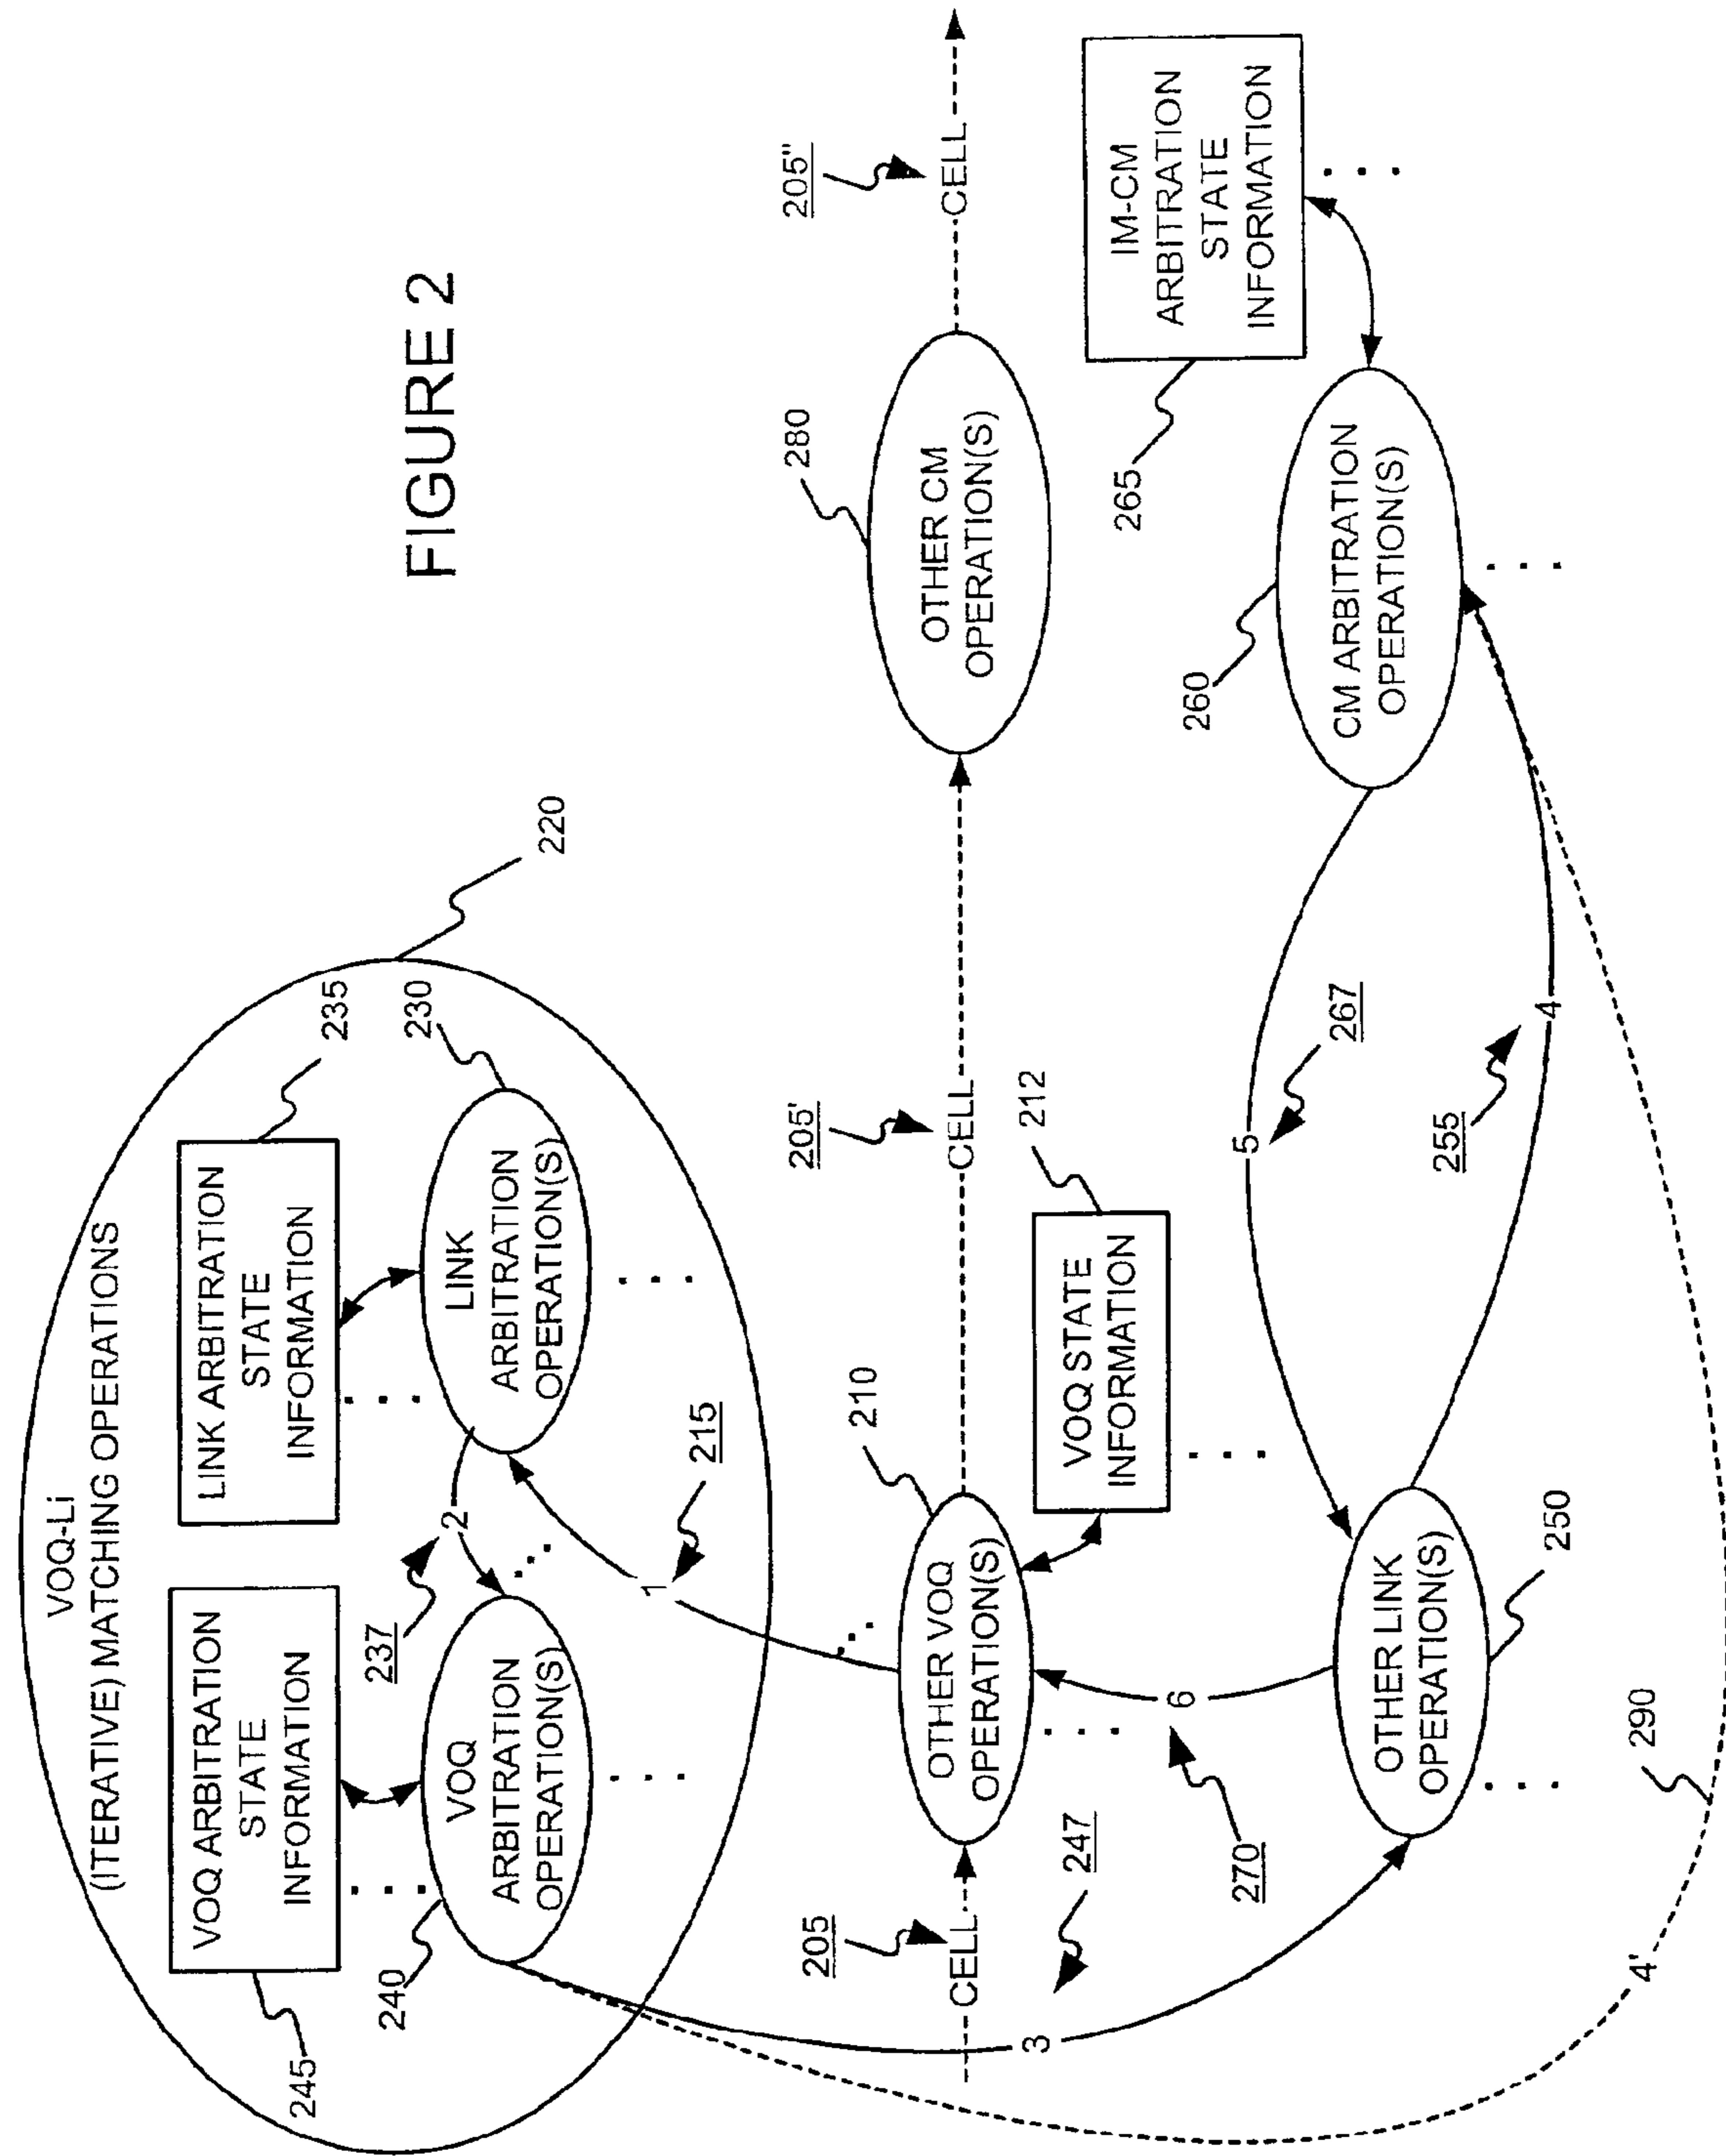 FIGURE 2
VOQ-Li
(ITERATIVE) MATCHING OPERATIONS
220
VOQ ARBITRATION
STATE
INFORMATION
245
LINK ARBITRATION
STATE
INFORMATION
235
VOQ
ARBITRATION
OPERATION(S)
240
237
2
LINK
ARBITRATION
OPERATION(S)
230
1
215
205
CELL
OTHER VOQ
OPERATION(S)
210
205'
CELL
OTHER CM
OPERATION(S)
280
205"
CELL
VOQ STATE
INFORMATION
212
3
247
6
270
OTHER LINK
OPERATION(S)
250
5
267
4
255
CM ARBITRATION
OPERATION(S)
260
IM-CM
ARBITRATION
STATE
INFORMATION
265
4'
290